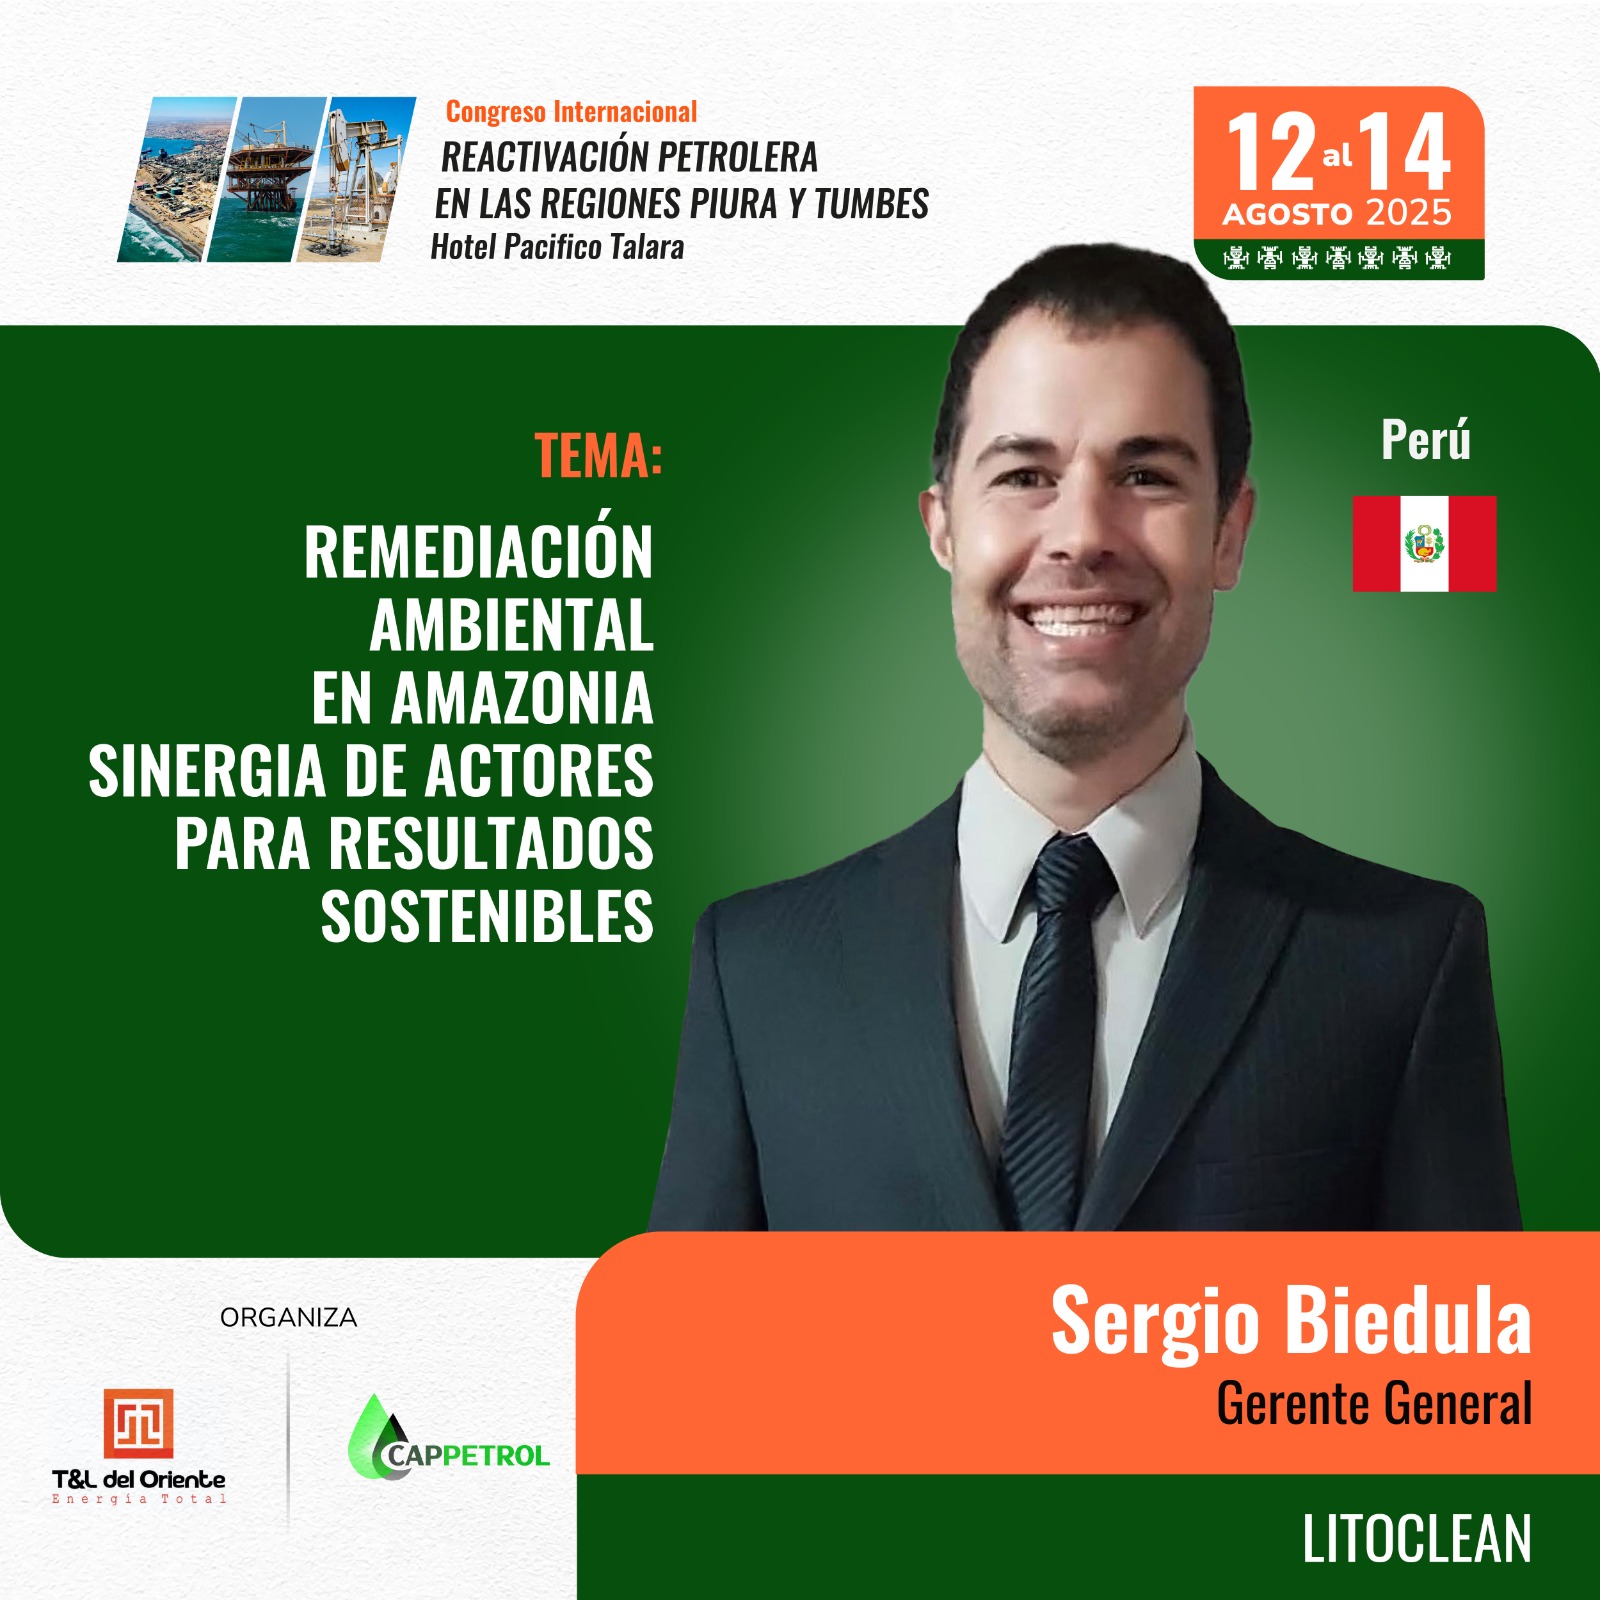 Congreso Internacional
REACTIVACIÓN PETROLERA
EN LAS REGIONES PIURA Y TUMBES
Hotel Pacifico Talara
12 al 14
AGOSTO 2025
Perú
TEMA:
REMEDIACIÓN
AMBIENTAL
EN AMAZONIA
SINERGIA DE ACTORES
PARA RESULTADOS
SOSTENIBLES
Sergio Biedula
Gerente General
LITOCLEAN
ORGANIZA
T&L del Oriente
Energía Total
CAPPETROL